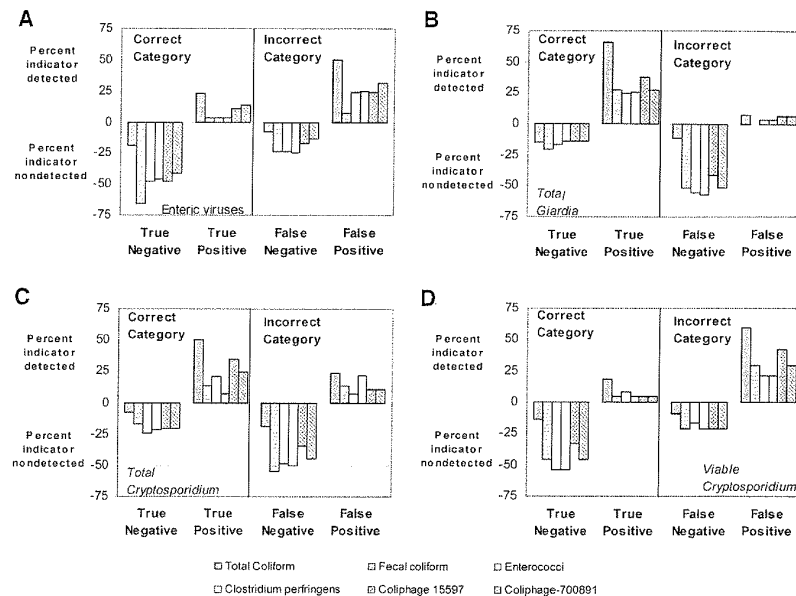 A
Percent
indicator
detected
Percent
indicator
nondetected
75
50
25
0
-25
-50
-75
Correct
Category
Incorrect
Category
Enteric viruses
True
Negative
True
Positive
False
Negative
False
Positive
B
Percent
indicator
detected
Percent
indicator
nondetected
75
50
25
0
-25
-50
-75
Correct
Category
Incorrect
Category
Total
Giardia
True
Negative
True
Positive
False
Negative
False
Positive
C
Percent
indicator
detected
Percent
indicator
nondetected
75
50
25
0
-25
-50
-75
Correct
Category
Incorrect
Category
Total
Cryptosporidium
True
Negative
True
Positive
False
Negative
False
Positive
D
Percent
indicator
detected
Percent
indicator
nondetected
75
50
25
0
-25
-50
-75
Correct
Category
Incorrect
Category
Viable
Cryptosporidium
True
Negative
True
Positive
False
Negative
False
Positive
Total Coliform Fecal coliform Enterococci
Clostridium perfringens Coliphage 15597 Coliphage-700891